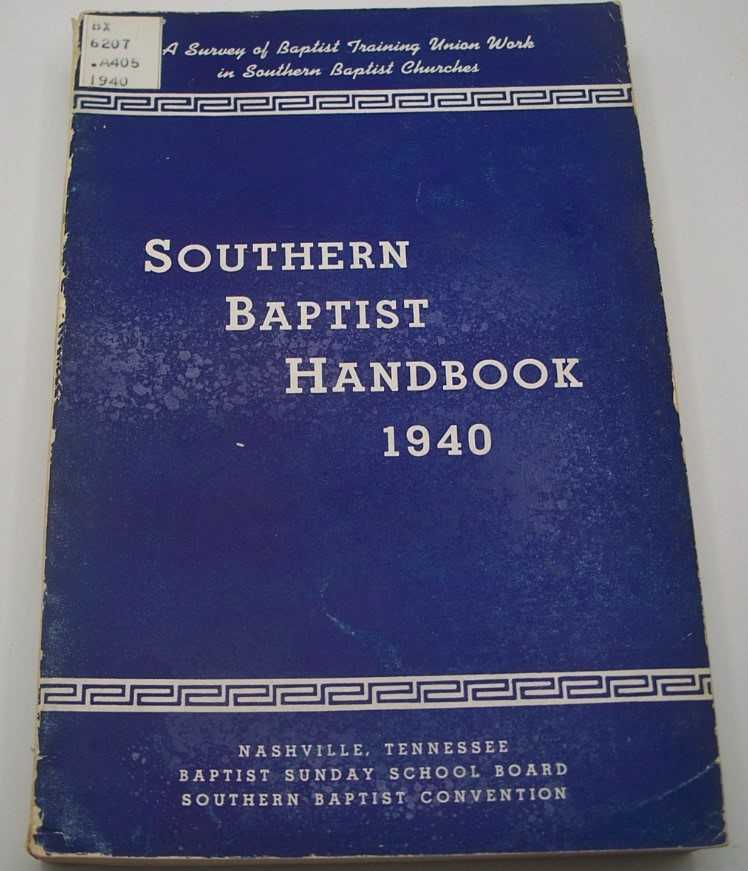 BX
6207
.A405
1940
A Survey of Baptist Training Union Work
in Southern Baptist Churches
SOUTHERN
BAPTIST
HANDBOOK
1940
NASHVILLE, TENNESSEE
BAPTIST SUNDAY SCHOOL BOARD
SOUTHERN BAPTIST CONVENTION